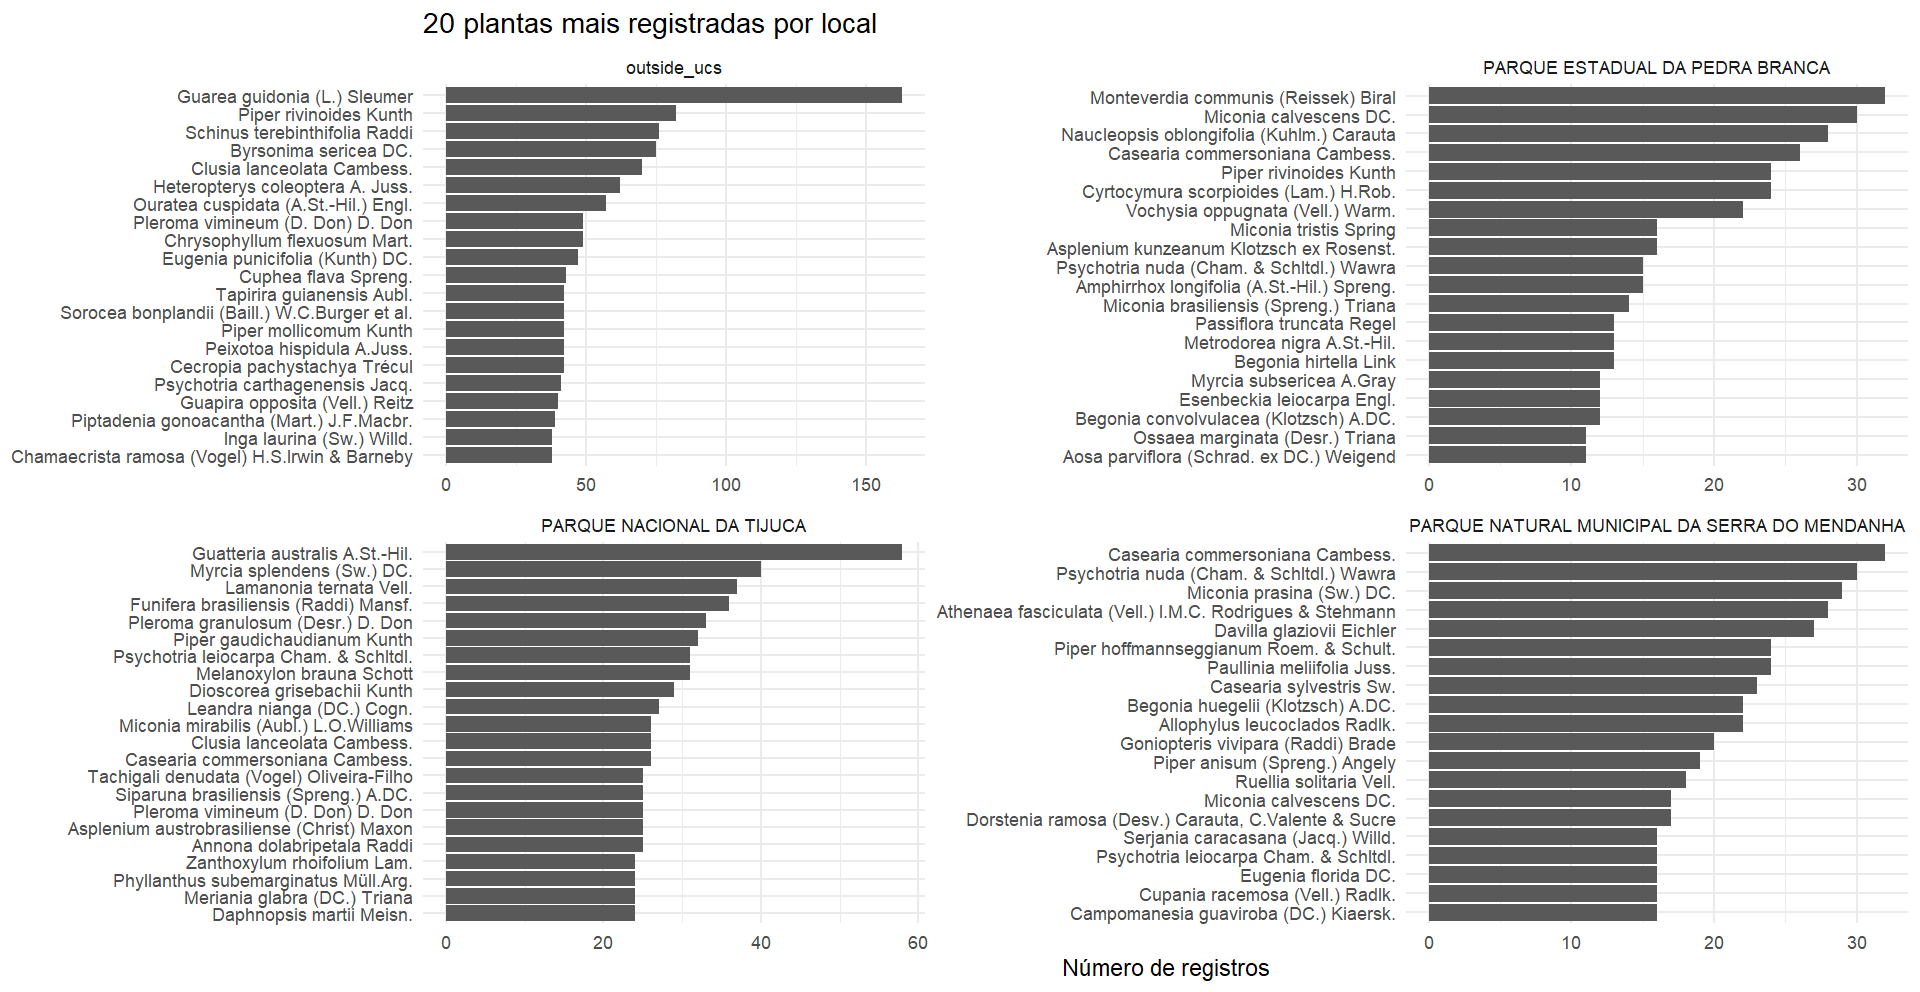 20 plantas mais registradas por local
outside_ucs
Guarea guidonia (L.) Sleumer
Piper rivinoides Kunth
Schinus terebinthifolia Raddi
Byrsonima sericea DC.
Clusia lanceolata Cambess.
Heteropterys coleoptera A. Juss.
Ouratea cuspidata (A.St.-Hil.) Engl.
Pleroma vimineum (D. Don) D. Don
Chrysophyllum flexuosum Mart.
Eugenia punicifolia (Kunth) DC.
Cuphea flava Spreng.
Tapirira guianensis Aubl.
Sorocea bonplandii (Baill.) W.C.Burger et al.
Piper mollicomum Kunth
Peixotoa hispidula A.Juss.
Cecropia pachystachya Trécul
Psychotria carthagenensis Jacq.
Guapira opposita (Vell.) Reitz
Piptadenia gonoacantha (Mart.) J.F.Macbr.
Inga laurina (Sw.) Willd.
Chamaecrista ramosa (Vogel) H.S.Irwin & Barneby
0 50 100 150
PARQUE ESTADUAL DA PEDRA BRANCA
Monteverdia communis (Reissek) Biral
Miconia calvescens DC.
Naucleopsis oblongifolia (Kuhlm.) Carauta
Casearia commersoniana Cambess.
Piper rivinoides Kunth
Cyrtocymura scorpioides (Lam.) H.Rob.
Vochysia oppugnata (Vell.) Warm.
Miconia tristis Spring
Asplenium kunzeanum Klotzsch ex Rosenst.
Psychotria nuda (Cham. & Schltdl.) Wawra
Amphirrhox longifolia (A.St.-Hil.) Spreng.
Miconia brasiliensis (Spreng.) Triana
Passiflora truncata Regel
Metrodorea nigra A.St.-Hil.
Begonia hirtella Link
Myrcia subsericea A.Gray
Esenbeckia leiocarpa Engl.
Begonia convolvulacea (Klotzsch) A.DC.
Ossaea marginata (Desr.) Triana
Aosa parviflora (Schrad. ex DC.) Weigend
0 10 20 30
PARQUE NACIONAL DA TIJUCA
Guatteria australis A.St.-Hil.
Myrcia splendens (Sw.) DC.
Lamanonia ternata Vell.
Funifera brasiliensis (Raddi) Mansf.
Pleroma granulosum (Desr.) D. Don
Piper gaudichaudianum Kunth
Psychotria leiocarpa Cham. & Schltdl.
Melanoxylon brauna Schott
Dioscorea grisebachii Kunth
Leandra nianga (DC.) Cogn.
Miconia mirabilis (Aubl.) L.O.Williams
Clusia lanceolata Cambess.
Casearia commersoniana Cambess.
Tachigali denudata (Vogel) Oliveira-Filho
Siparuna brasiliensis (Spreng.) A.DC.
Pleroma vimineum (D. Don) D. Don
Asplenium austrobrasiliense (Christ) Maxon
Annona dolabripetala Raddi
Zanthoxylum rhoifolium Lam.
Phyllanthus subemarginatus Müll.Arg.
Meriania glabra (DC.) Triana
Daphnopsis martii Meisn.
0 20 40 60
PARQUE NATURAL MUNICIPAL DA SERRA DO MENDANHA
Casearia commersoniana Cambess.
Psychotria nuda (Cham. & Schltdl.) Wawra
Miconia prasina (Sw.) DC.
Athenaea fasciculata (Vell.) I.M.C. Rodrigues & Stehmann
Davilla glaziovii Eichler
Piper hoffmannseggianum Roem. & Schult.
Paullinia meliifolia Juss.
Casearia sylvestris Sw.
Begonia huegelii (Klotzsch) A.DC.
Allophylus leucoclados Radlk.
Goniopteris vivipara (Raddi) Brade
Piper anisum (Spreng.) Angely
Ruellia solitaria Vell.
Miconia calvescens DC.
Dorstenia ramosa (Desv.) Carauta, C.Valente & Sucre
Serjania caracasana (Jacq.) Willd.
Psychotria leiocarpa Cham. & Schltdl.
Eugenia florida DC.
Cupania racemosa (Vell.) Radlk.
Campomanesia guaviroba (DC.) Kiaersk.
0 10 20 30
Número de registros